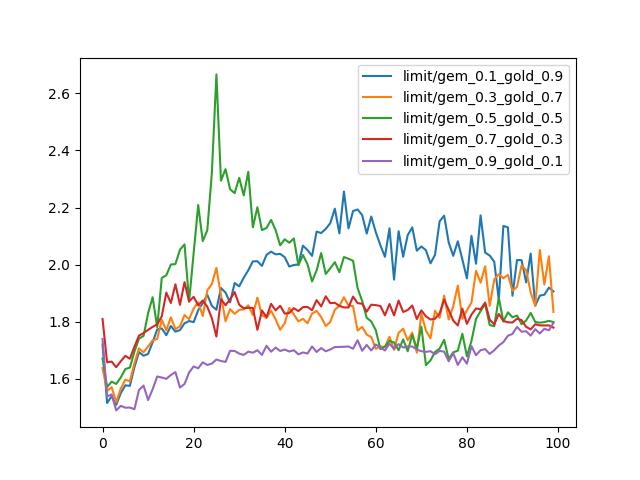 limit/gem_0.1_gold_0.9
limit/gem_0.3_gold_0.7
limit/gem_0.5_gold_0.5
limit/gem_0.7_gold_0.3
limit/gem_0.9_gold_0.1
2.6
2.4
2.2
2.0
1.8
1.6
0 20 40 60 80 100